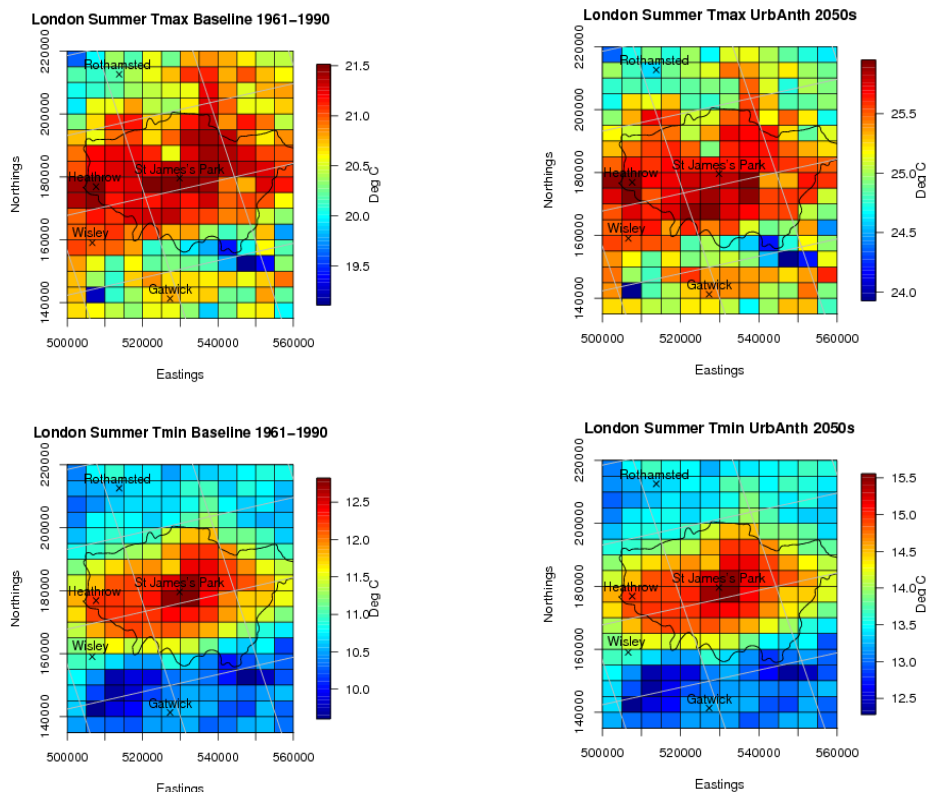 London Summer Tmax Baseline 1961−1990
Northings
140000 160000 180000 200000 220000
Rothamsted
St James's Park
Heathrow
Wisley
Gatwick
500000 520000 540000 560000
Eastings
21.5
21.0
20.5
20.0
19.5
Deg C
London Summer Tmax UrbAnth 2050s
Northings
140000 160000 180000 200000 220000
Rothamsted
St James's Park
Heathrow
Wisley
Gatwick
500000 520000 540000 560000
Eastings
25.5
25.0
24.5
24.0
Deg C
London Summer Tmin Baseline 1961−1990
Northings
140000 160000 180000 200000 220000
Rothamsted
St James's Park
Heathrow
Wisley
Gatwick
500000 520000 540000 560000
Eastings
12.5
12.0
11.5
11.0
10.5
10.0
Deg C
London Summer Tmin UrbAnth 2050s
Northings
140000 160000 180000 200000 220000
Rothamsted
St James's Park
Heathrow
Wisley
Gatwick
500000 520000 540000 560000
Eastings
15.5
15.0
14.5
14.0
13.5
13.0
12.5
Deg C